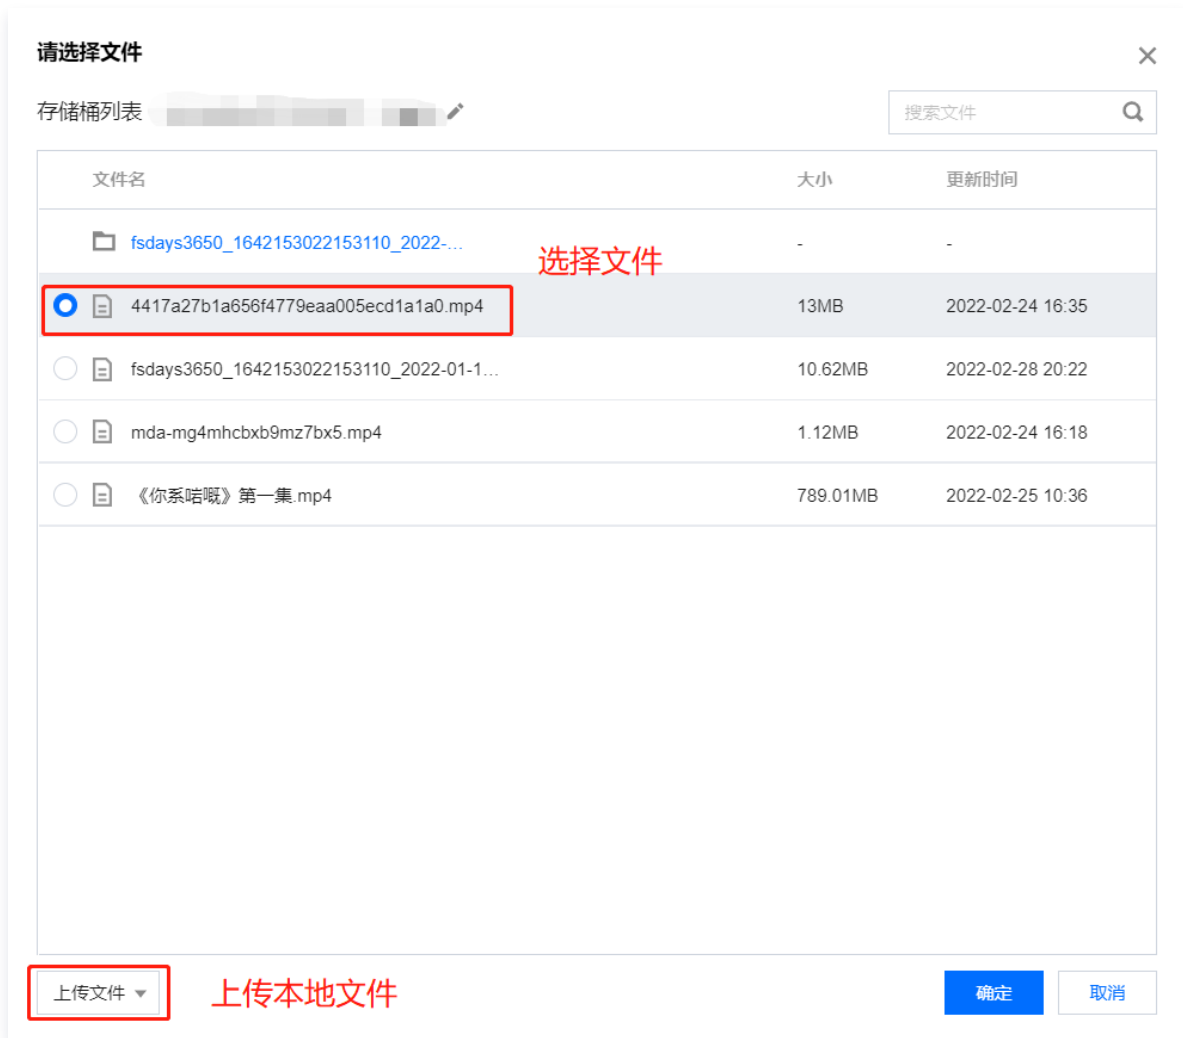 请选择文件
存储桶列表
搜索文件
文件名 大小 更新时间
fsdays3650_1642153022153110_2022-... - -
选择文件
4417a27b1a656f4779eaa005ecd1a1a0.mp4 13MB 2022-02-24 16:35
fsdays3650_1642153022153110_2022-01-1... 10.62MB 2022-02-28 20:22
mda-mg4mhcbxb9mz7bx5.mp4 1.12MB 2022-02-24 16:18
《你系啱嘅》第一集.mp4 789.01MB 2022-02-25 10:36
上传文件 上传本地文件 确定 取消